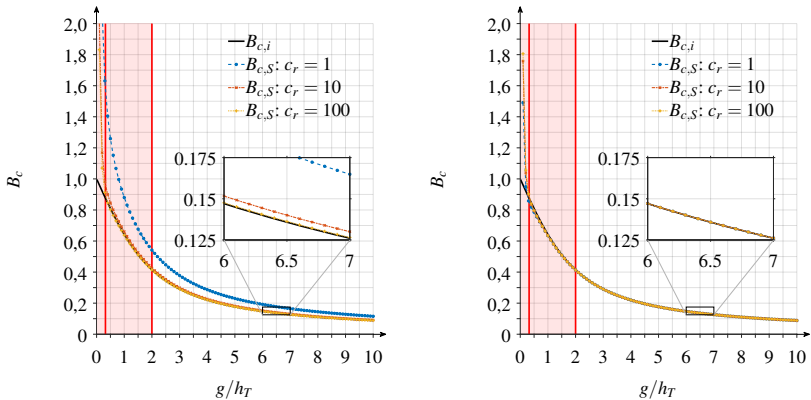 2,0
1,8
1,6
1,4
1,2
1,0
0,8
0,6
0,4
0,2
0
B_c
B_{c,i}
B_{c,S}: c_r = 1
B_{c,S}: c_r = 10
B_{c,S}: c_r = 100
0.175
0.15
0.125
6 6.5 7
0 1 2 3 4 5 6 7 8 9 10
g/h_T
2,0
1,8
1,6
1,4
1,2
1,0
0,8
0,6
0,4
0,2
0
B_c
B_{c,i}
B_{c,S}: c_r = 1
B_{c,S}: c_r = 10
B_{c,S}: c_r = 100
0.175
0.15
0.125
6 6.5 7
0 1 2 3 4 5 6 7 8 9 10
g/h_T